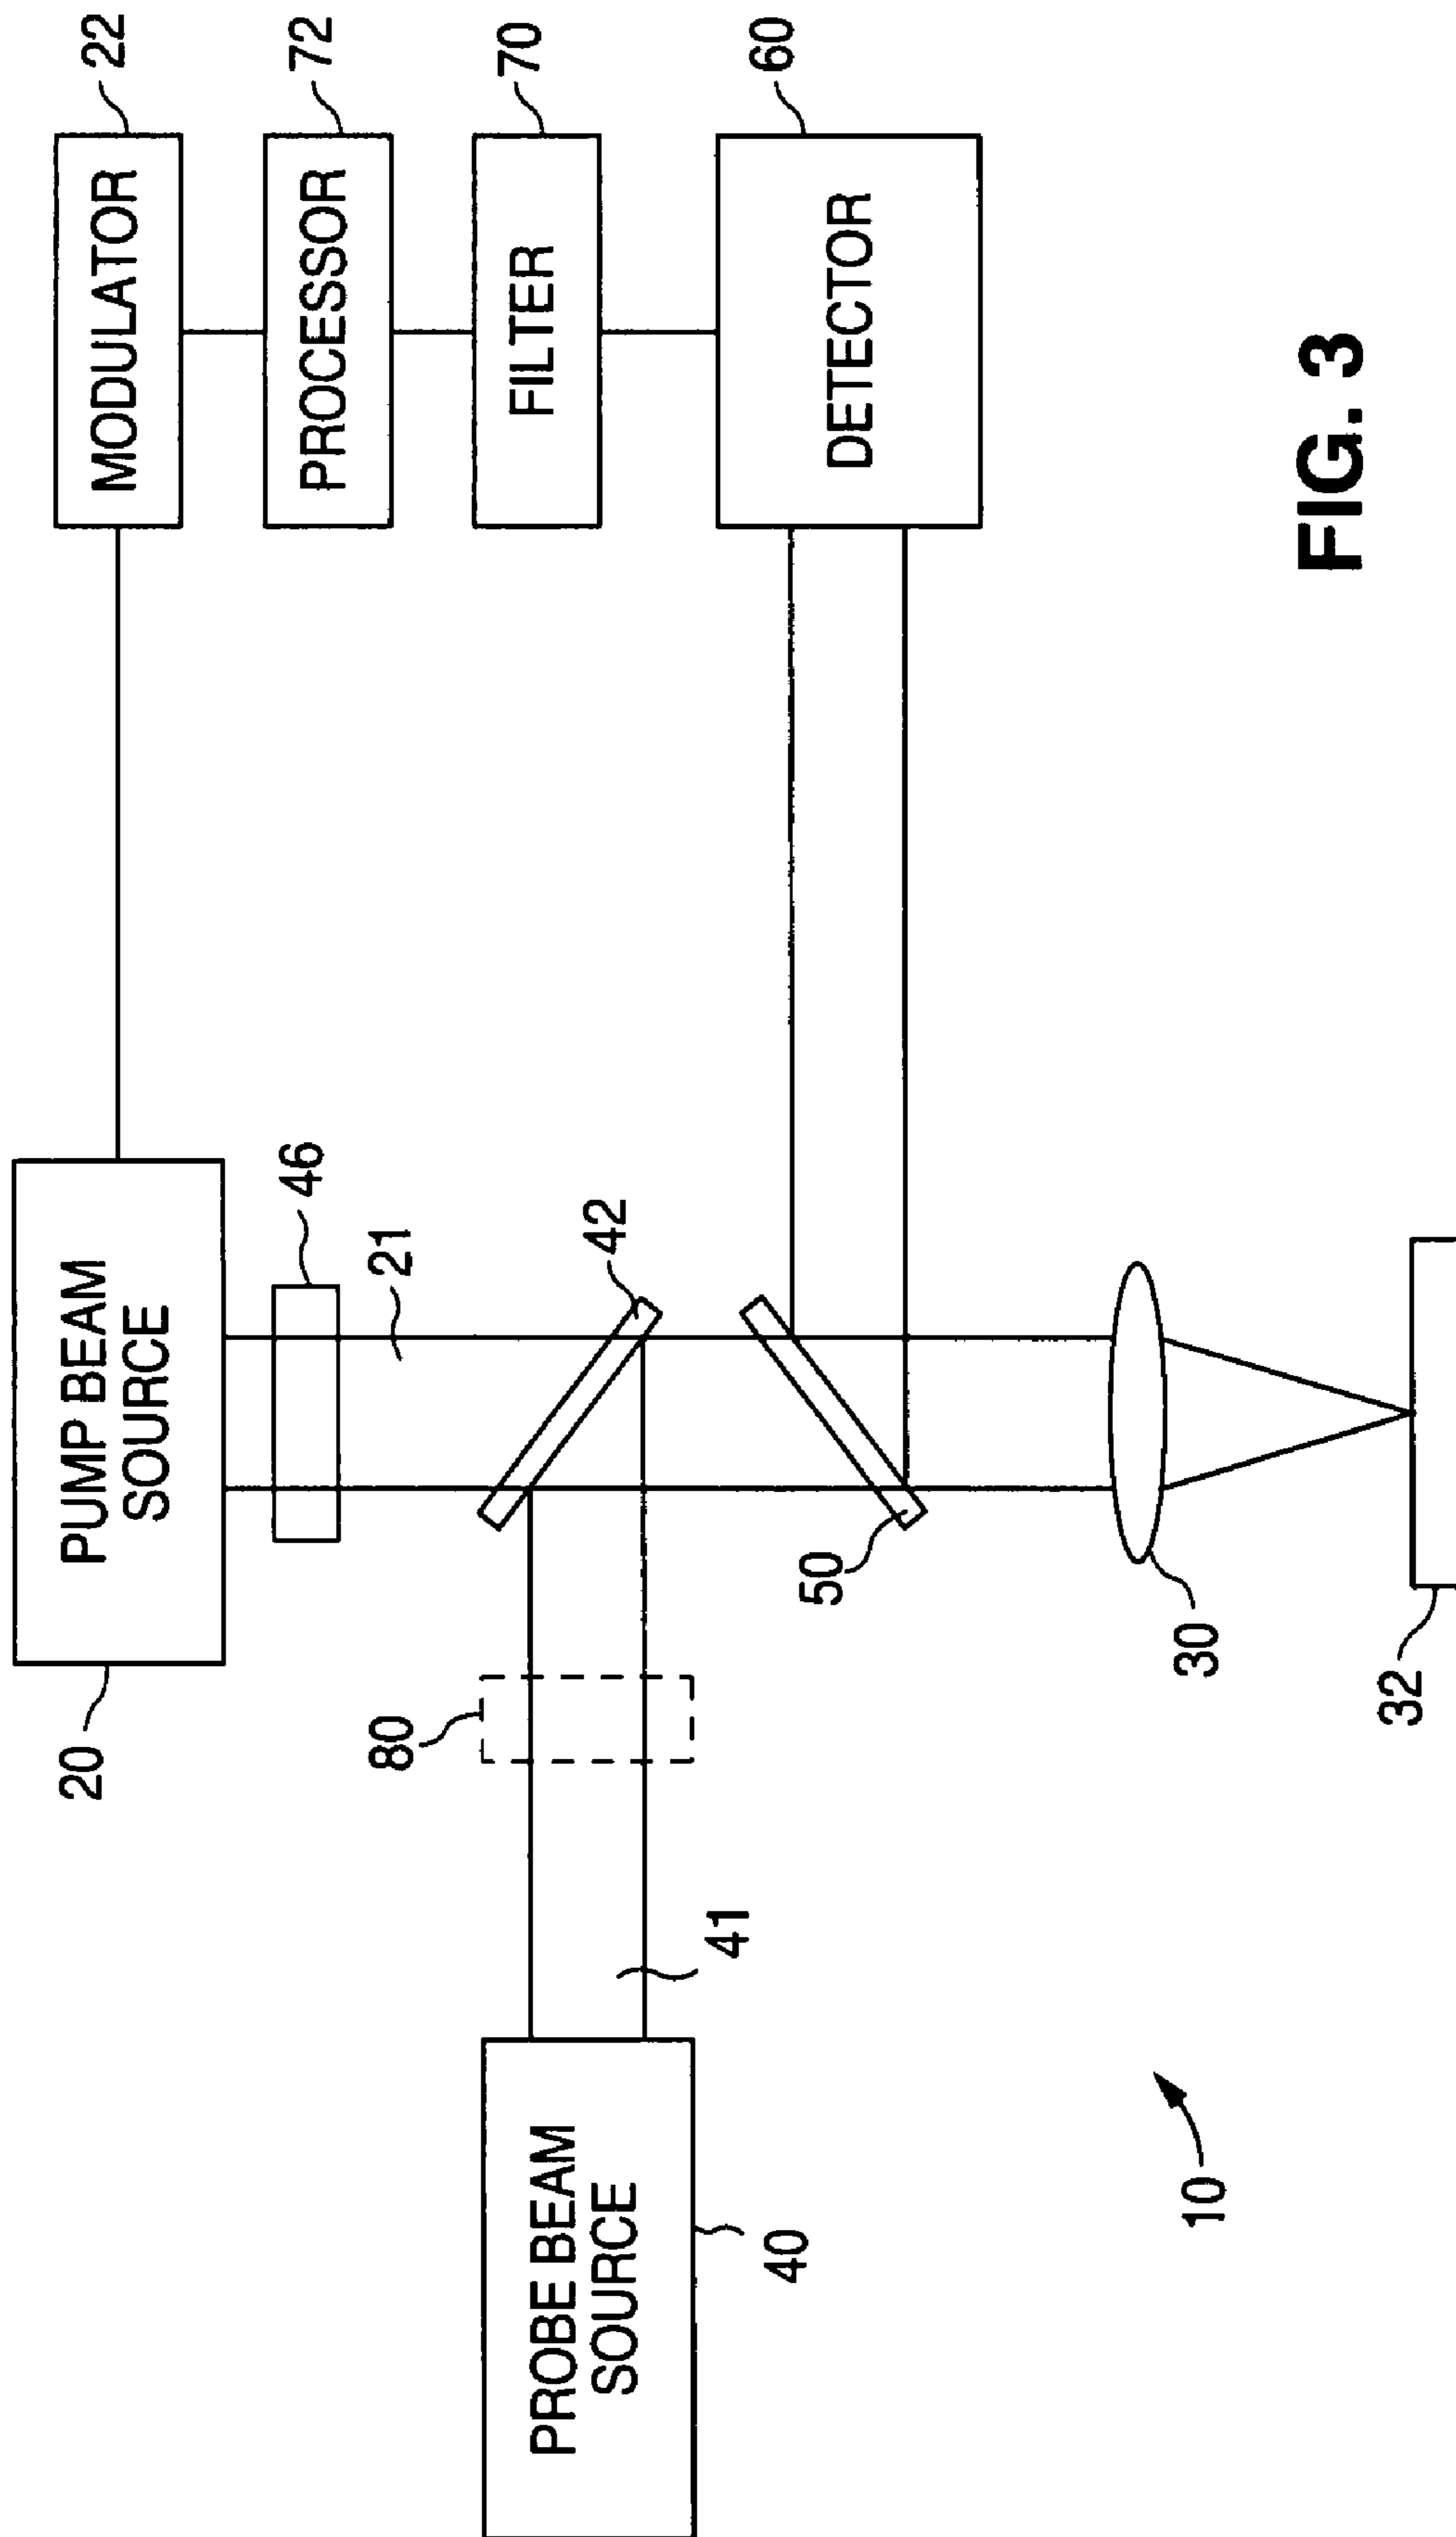 PUMP BEAM
SOURCE
20
MODULATOR
22
46
21
PROCESSOR
72
80
42
FILTER
70
PROBE BEAM
SOURCE
40
41
50
DETECTOR
60
30
10
32
FIG. 3